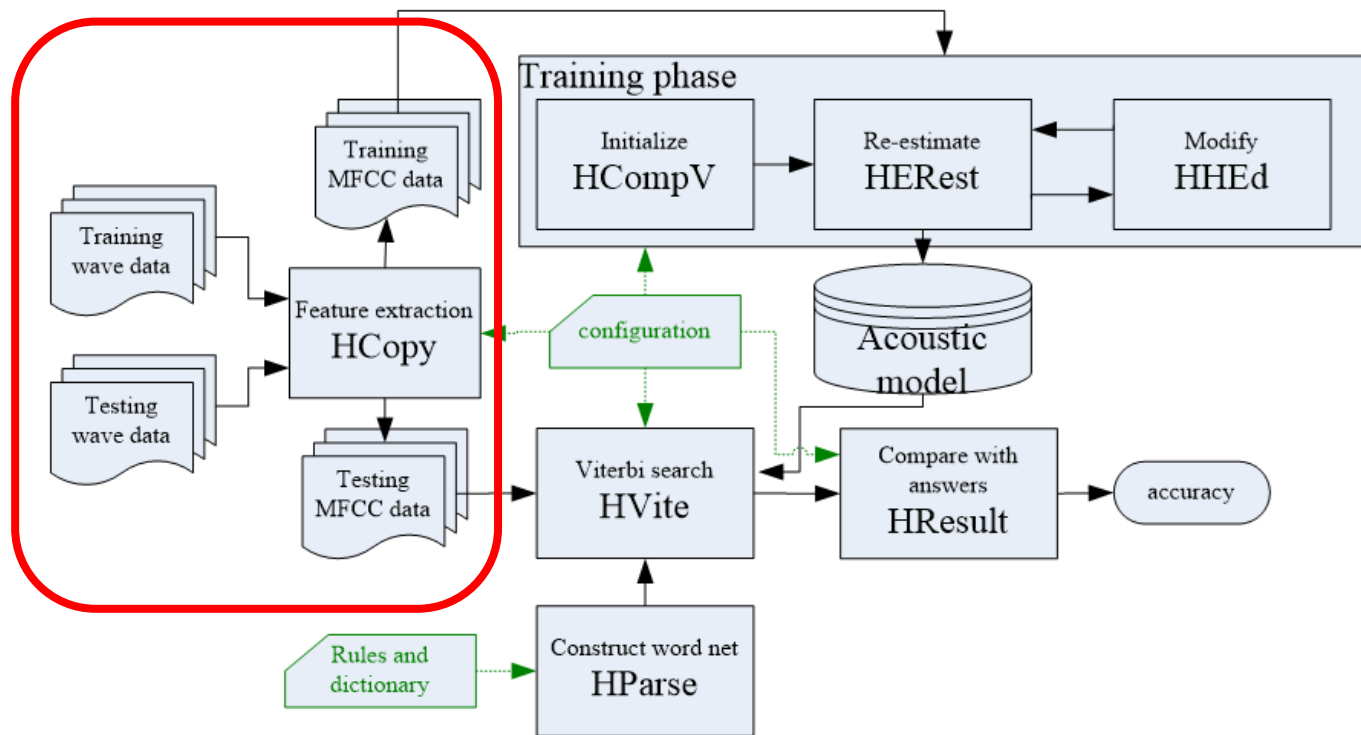 Training phase
Training
MFCC data
Initialize
HCompV
Re-estimate
HERest
Modify
HHEd
Training
wave data
Feature extraction
HCopy
configuration
Acoustic
model
Testing
wave data
Testing
MFCC data
Viterbi search
HVite
Compare with
answers
HResult
accuracy
Rules and
dictionary
Construct word net
HParse